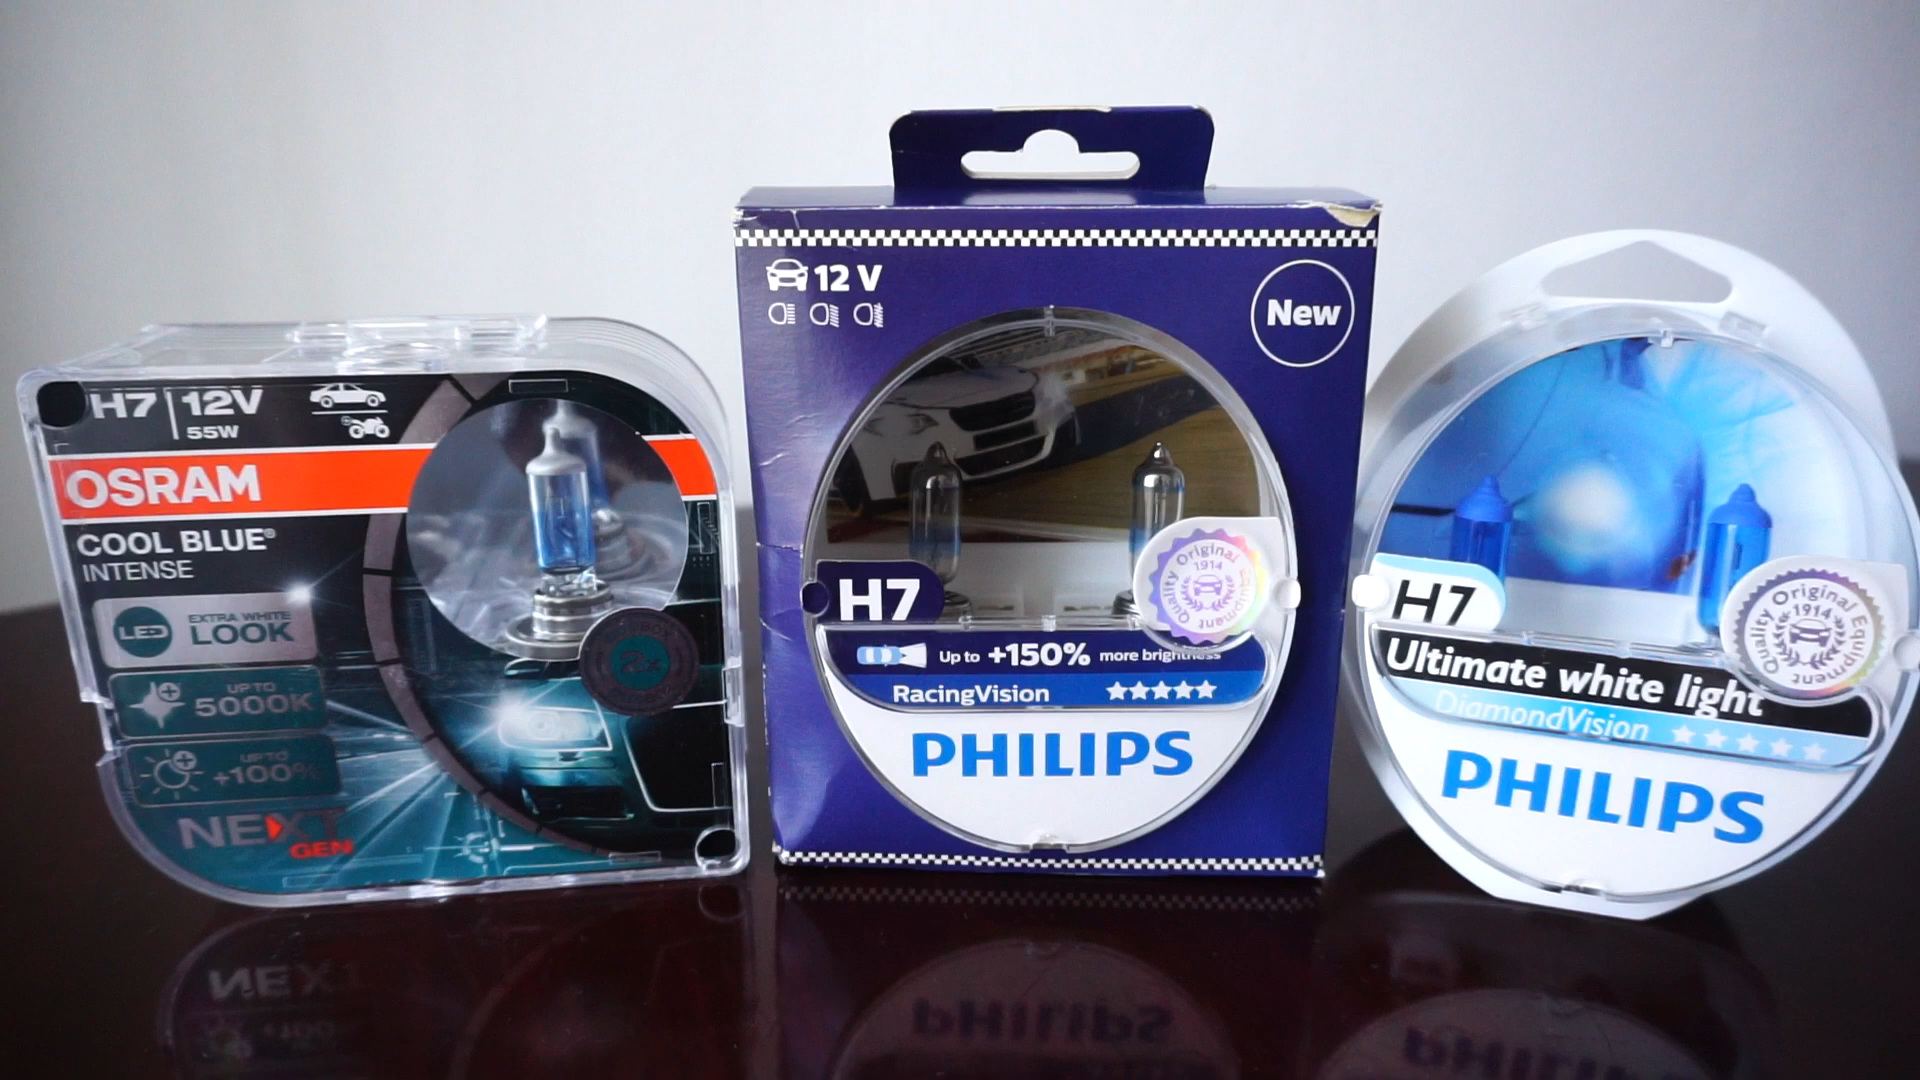 H7 12V
55W
OSRAM
COOL BLUE®
INTENSE
LED EXTRA WHITE
LOOK
UP TO
5000K
UP TO
+100%
NEXT
GEN
2x
12 V
New
H7
Quality Original Equipment
1914
Up to +150% more brightness
RacingVision
PHILIPS
H7
Quality Original Equipment
1914
Ultimate white light
DiamondVision
PHILIPS